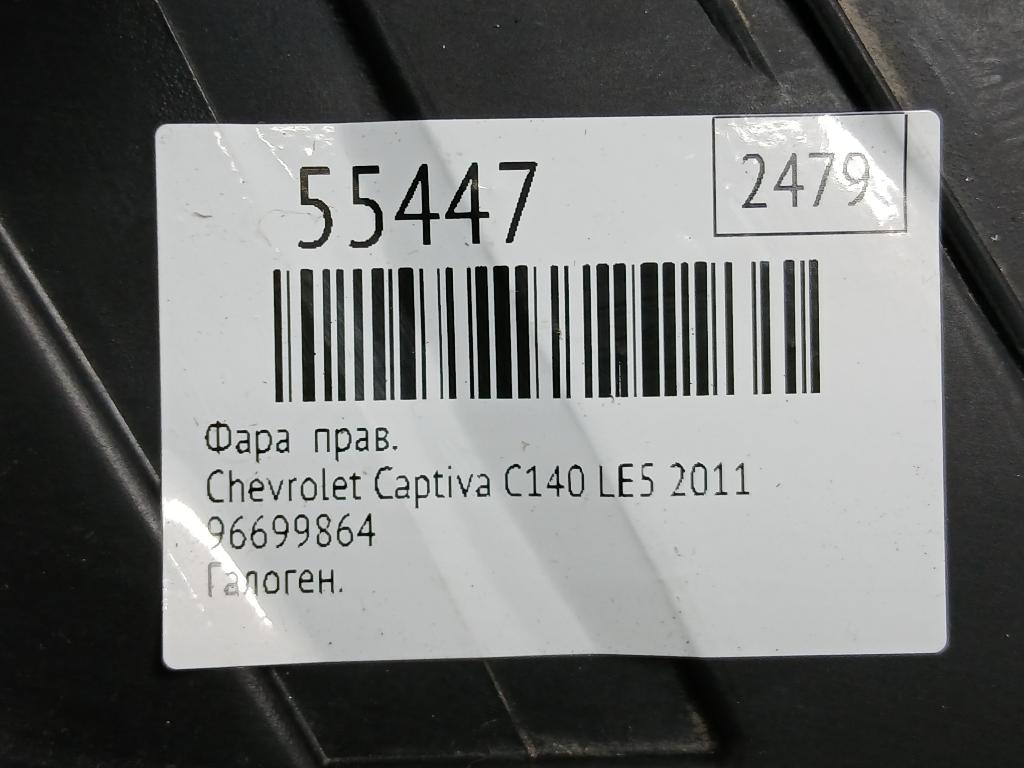 55447
2479
Фара прав.
Chevrolet Captiva C140 LE5 2011
96699864
Галоген.